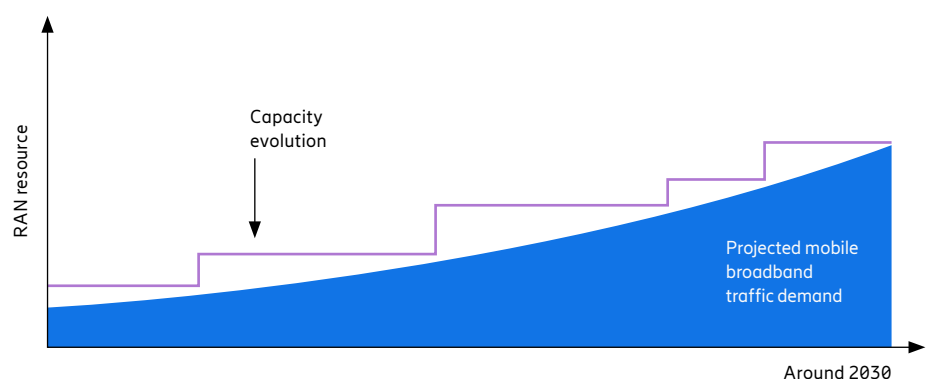 Capacity
evolution
RAN resource
Projected mobile
broadband
traffic demand
Around 2030